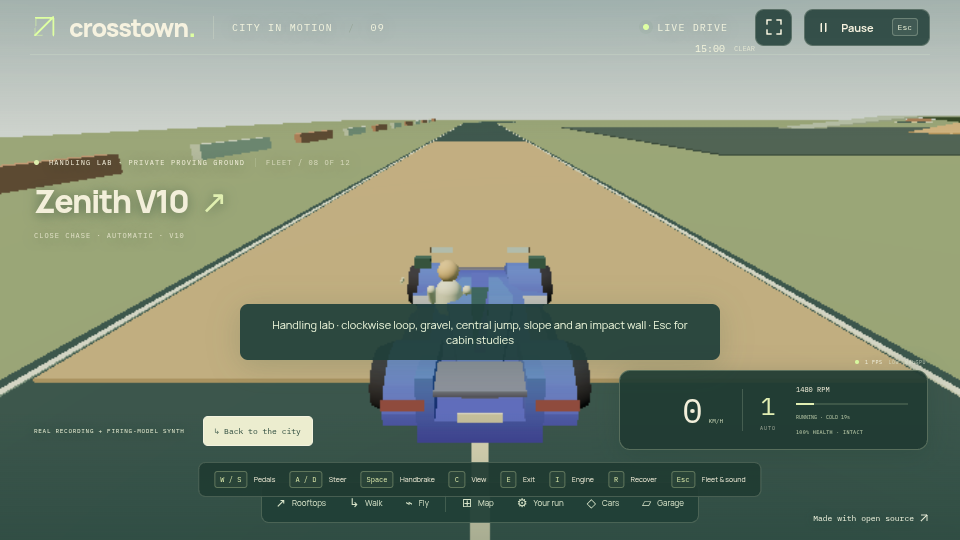 crosstown.
CITY IN MOTION / 09
LIVE DRIVE
15:00 CLEAR
Pause Esc
HANDLING LAB PRIVATE PROVING GROUND FLEET / 08 OF 12
Zenith V10 ↗
CLOSE CHASE · AUTOMATIC · V10
Handling lab · clockwise loop, gravel, central jump, slope and an impact wall · Esc for
cabin studies
1 FPS
0 KM/H
1 AUTO
1480 RPM
RUNNING · COLD 19s
100% HEALTH · INTACT
REAL RECORDING + FIRING-MODEL SYNTH
↳ Back to the city
W / S Pedals A / D Steer Space Handbrake C View E Exit I Engine R Recover Esc Fleet & sound
Rooftops Walk Fly Map Your run Cars Garage
Made with open source ↗